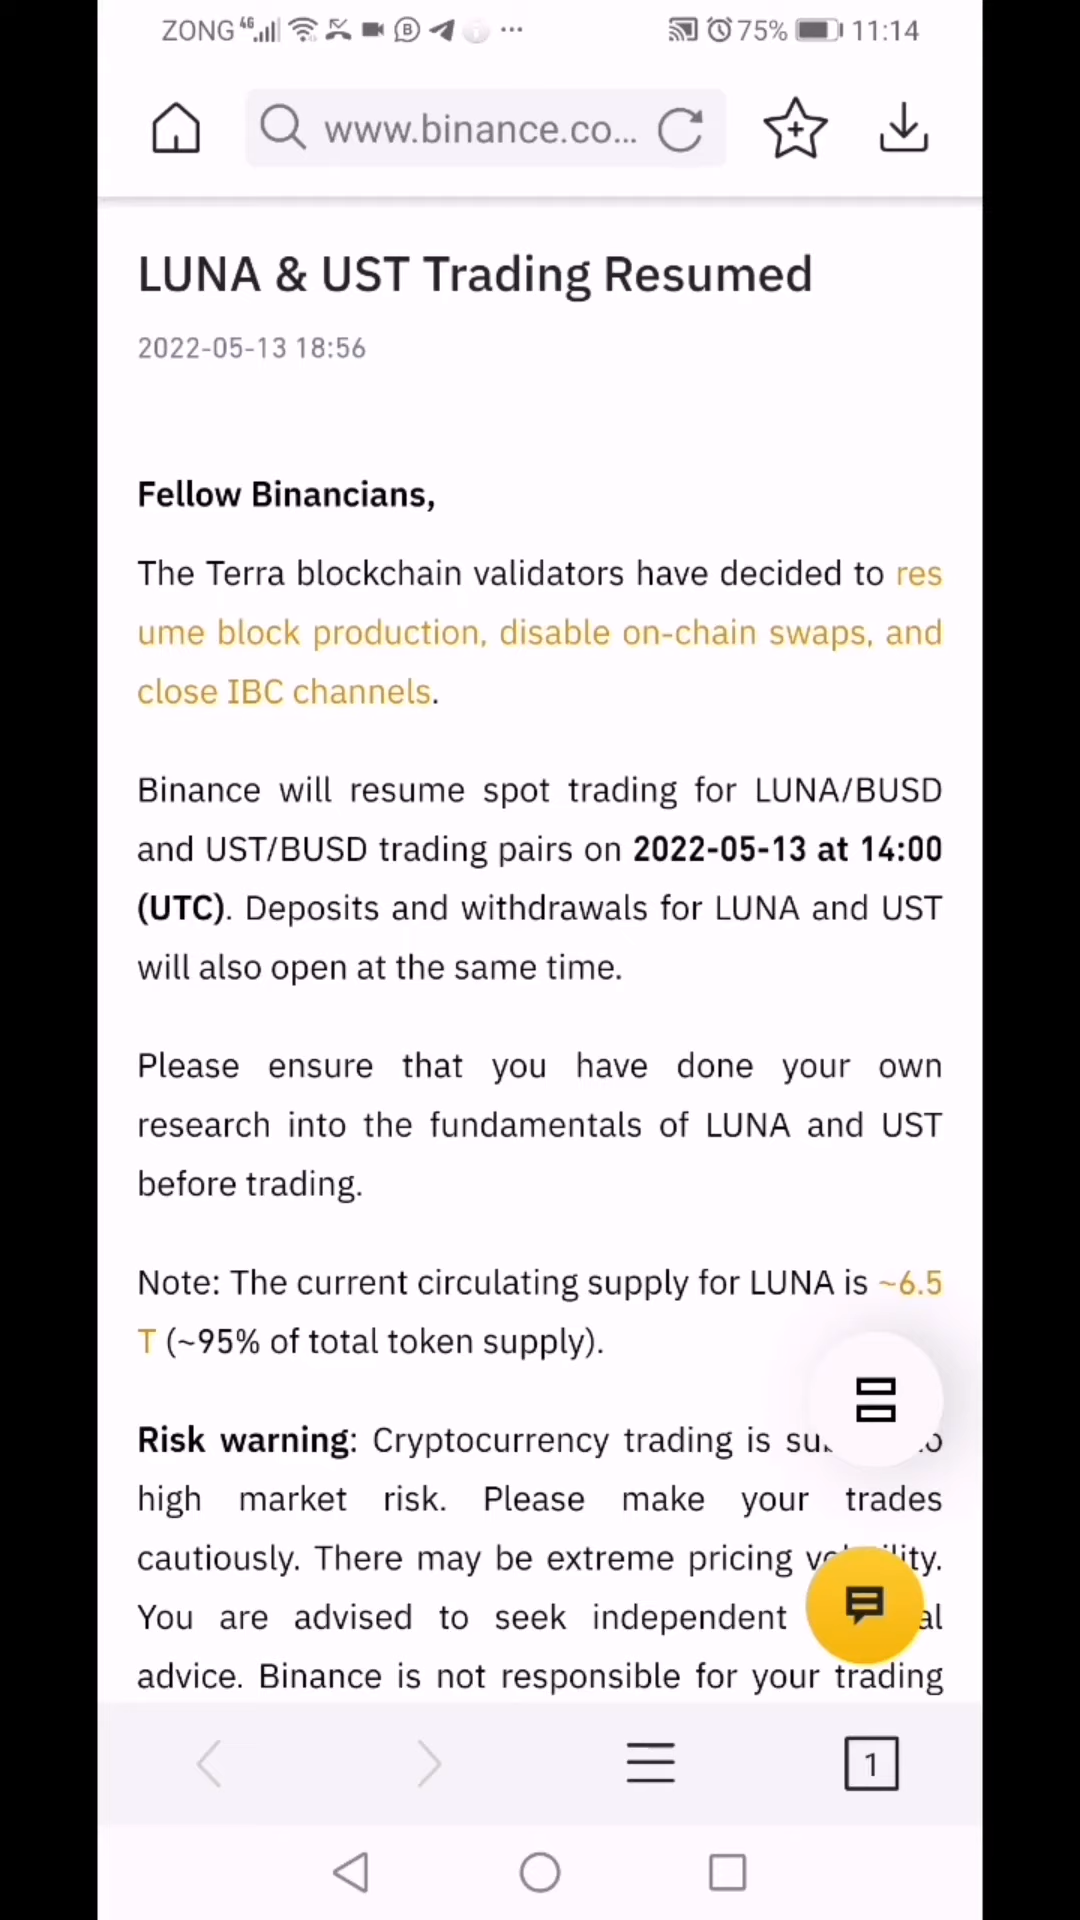 ZONG 4G 75% 11:14
www.binance.co...
LUNA & UST Trading Resumed
2022-05-13 18:56
Fellow Binancians,
The Terra blockchain validators have decided to res
ume block production, disable on-chain swaps, and
close IBC channels.
Binance will resume spot trading for LUNA/BUSD
and UST/BUSD trading pairs on 2022-05-13 at 14:00
(UTC). Deposits and withdrawals for LUNA and UST
will also open at the same time.
Please ensure that you have done your own
research into the fundamentals of LUNA and UST
before trading.
Note: The current circulating supply for LUNA is ~6.5
T (~95% of total token supply).
Risk warning: Cryptocurrency trading is
high market risk. Please make your trades
cautiously. There may be extreme pricing
You are advised to seek independent
advice. Binance is not responsible for your trading
1